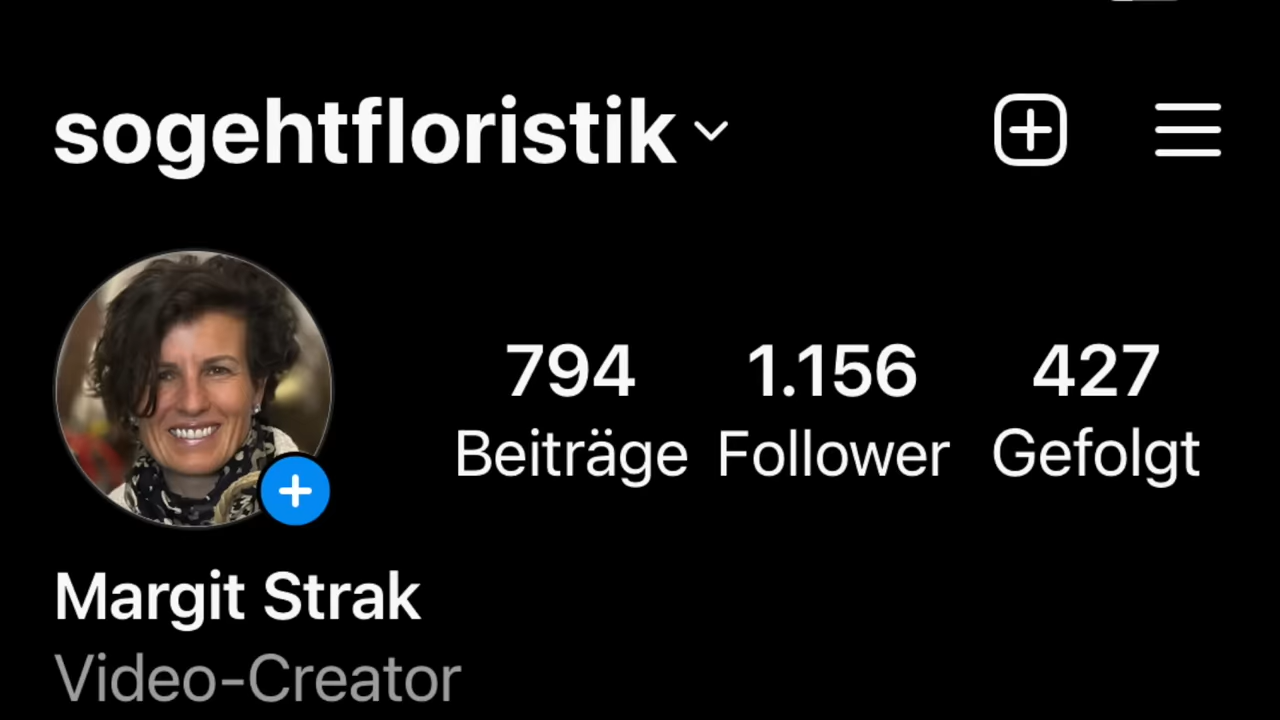 sogehtfloristik
794 1.156 427
Beiträge Follower Gefolgt
Margit Strak
Video-Creator